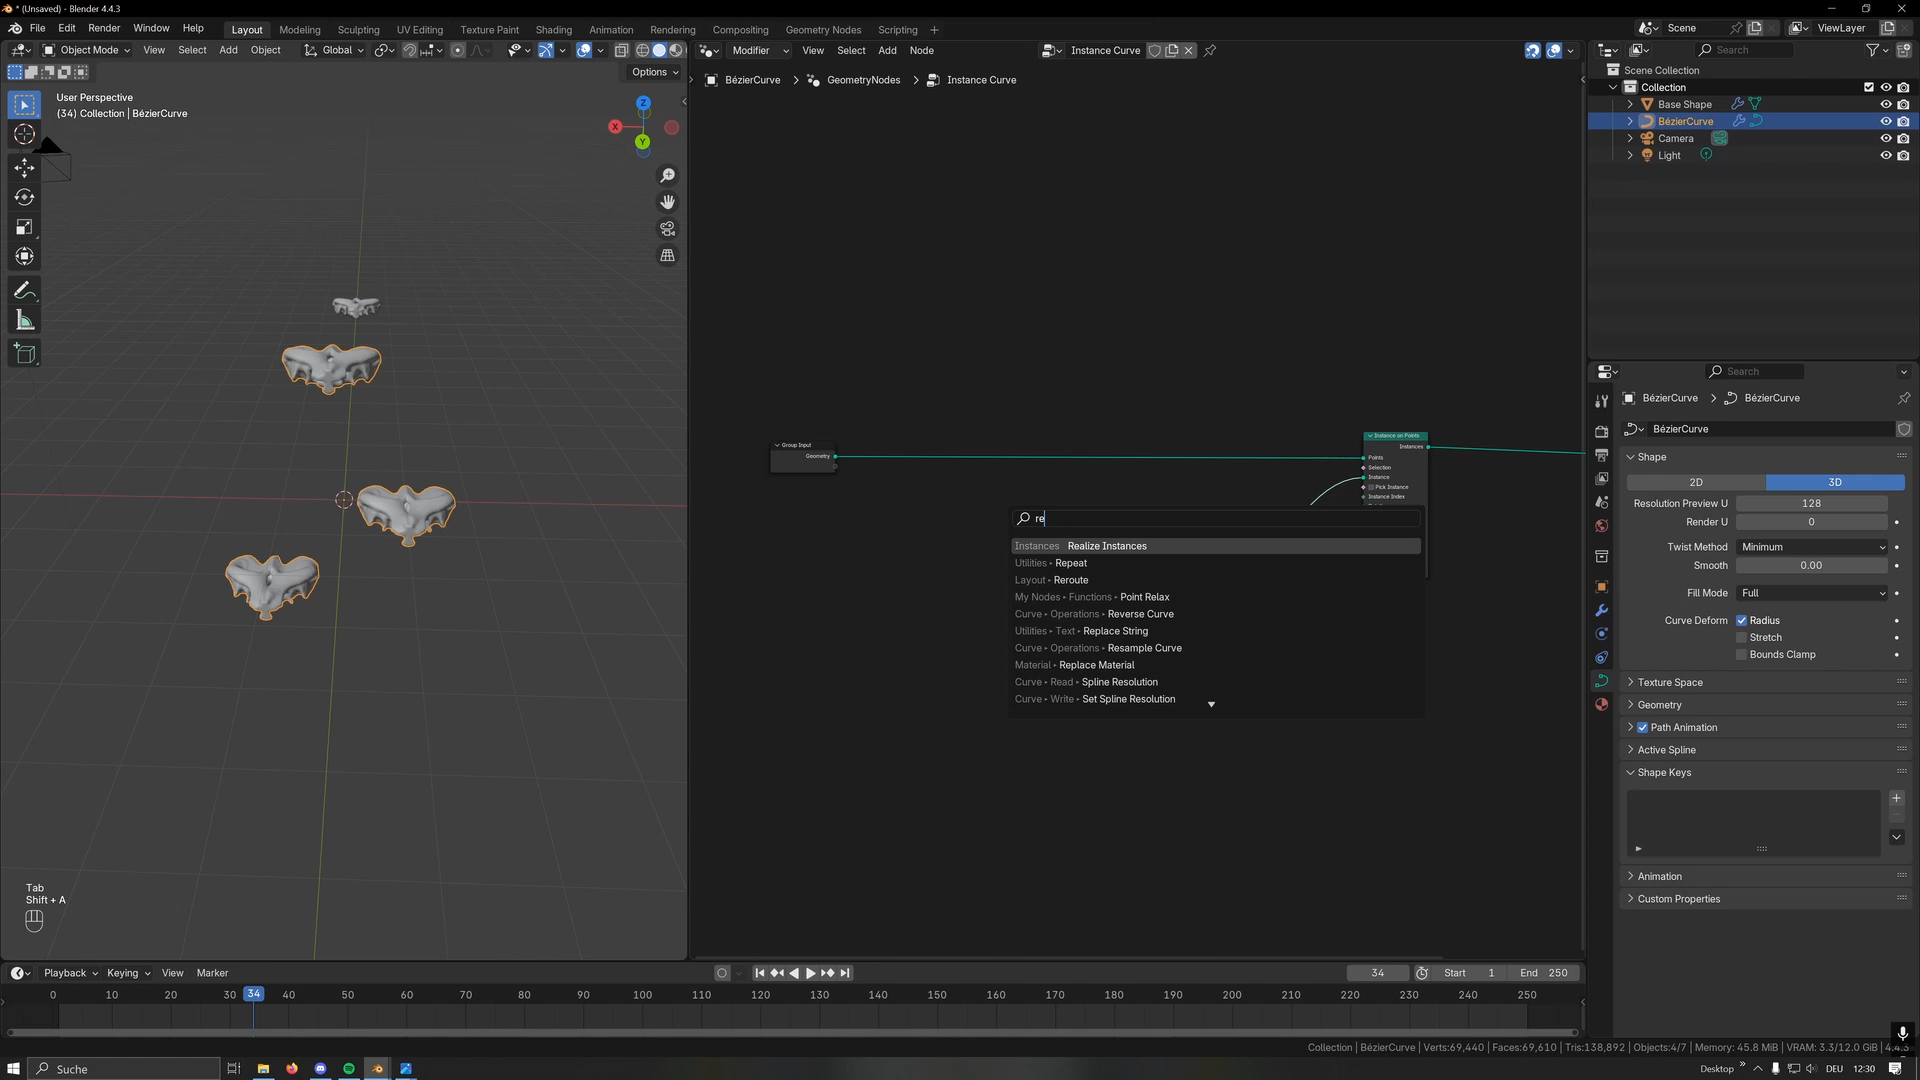 * (Unsaved) - Blender 4.4.3
File Edit Render Window Help Layout Modeling Sculpting UV Editing Texture Paint Shading Animation Rendering Compositing Geometry Nodes Scripting + Scene ViewLayer
Object Mode View Select Add Object Global Modifier View Select Add Node Instance Curve Search
Options
BézierCurve > GeometryNodes > Instance Curve
User Perspective
(34) Collection | BézierCurve
Z
X
Y
Scene Collection
Collection
Base Shape
BézierCurve
Camera
Light
Group Input
Geometry
Instance on Points
Instances
Points
Selection
Instance
Pick Instance
Instance Index
re
Instances Realize Instances
Utilities ▸ Repeat
Layout ▸ Reroute
My Nodes ▸ Functions ▸ Point Relax
Curve ▸ Operations ▸ Reverse Curve
Utilities ▸ Text ▸ Replace String
Curve ▸ Operations ▸ Resample Curve
Material ▸ Replace Material
Curve ▸ Read ▸ Spline Resolution
Curve ▸ Write ▸ Set Spline Resolution
Search
BézierCurve > BézierCurve
BézierCurve
Shape
2D 3D
Resolution Preview U 128
Render U 0
Twist Method Minimum
Smooth 0.00
Fill Mode Full
Curve Deform Radius
Stretch
Bounds Clamp
Texture Space
Geometry
Path Animation
Active Spline
Shape Keys
Animation
Custom Properties
Tab
Shift + A
Playback Keying View Marker 34 Start 1 End 250
0 10 20 30 34 40 50 60 70 80 90 100 110 120 130 140 150 160 170 180 190 200 210 220 230 240 250
Collection | BézierCurve | Verts:69,440 | Faces:69,610 | Tris:138,892 | Objects:4/7 | Memory: 45.8 MiB | VRAM: 3.3/12.0 GiB | 4.4.3
Suche Desktop DEU 12:30